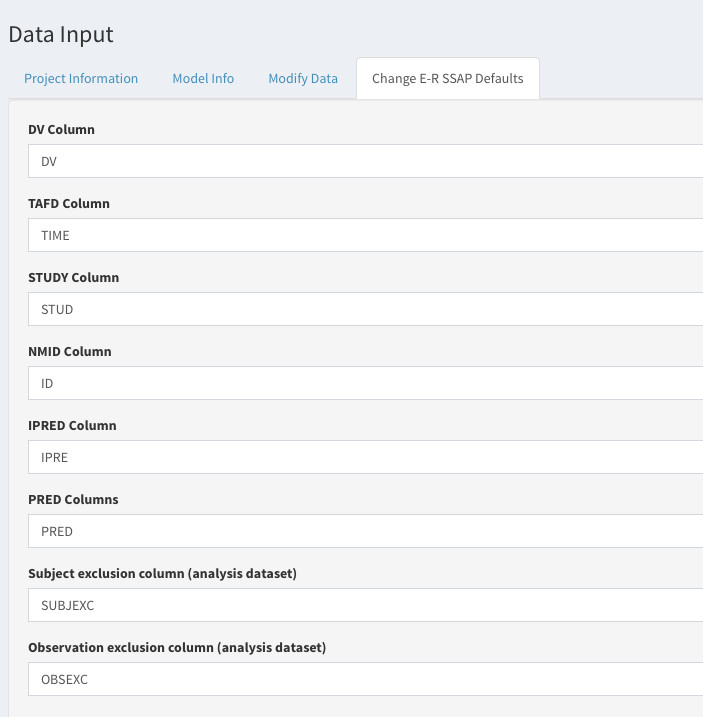 Data Input
Project Information Model Info Modify Data Change E-R SSAP Defaults
DV Column
DV
TAFD Column
TIME
STUDY Column
STUD
NMID Column
ID
IPRED Column
IPRE
PRED Columns
PRED
Subject exclusion column (analysis dataset)
SUBJEXC
Observation exclusion column (analysis dataset)
OBSEXC